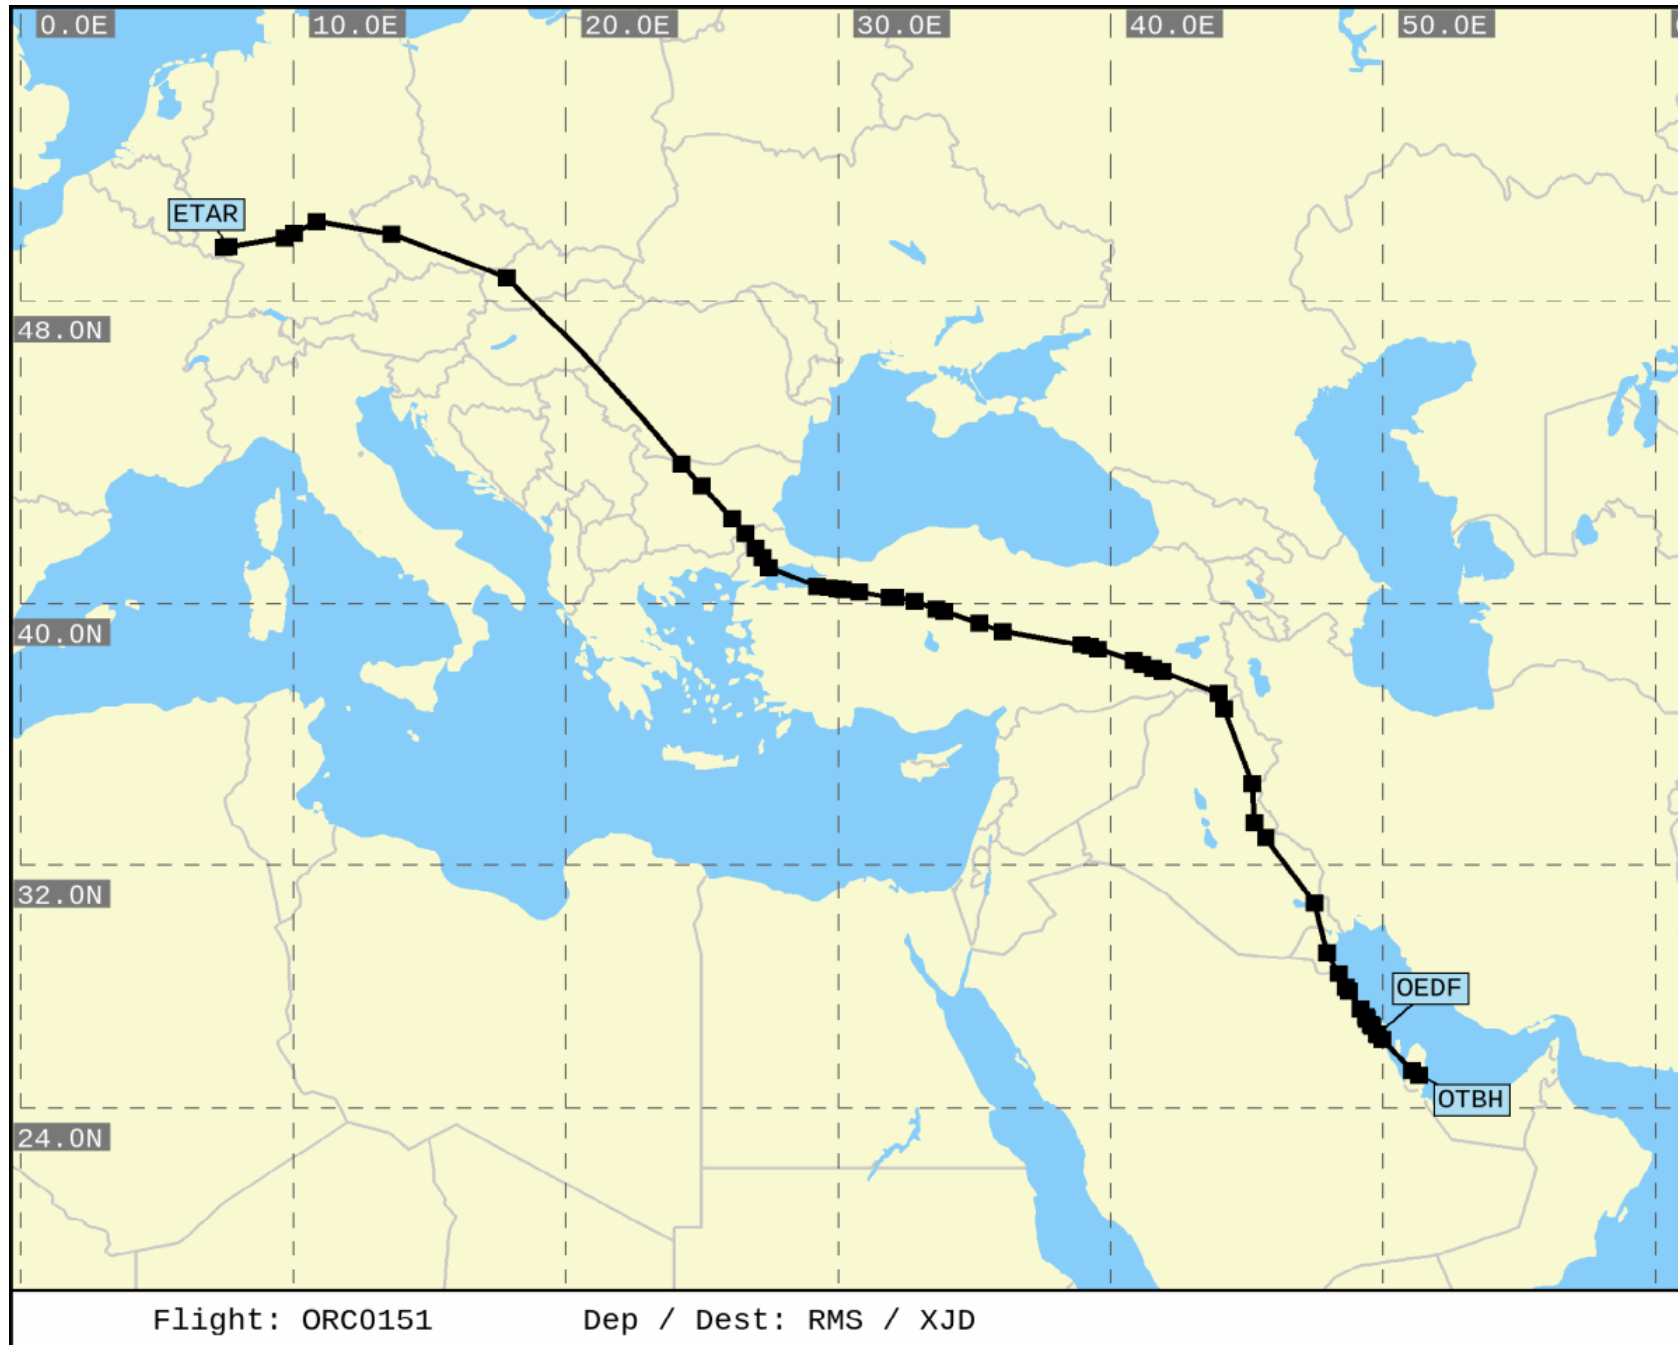 0.0E 10.0E 20.0E 30.0E 40.0E 50.0E
ETAR
48.0N
40.0N
32.0N
OEDF
OTBH
24.0N
Flight: ORC0151 Dep / Dest: RMS / XJD